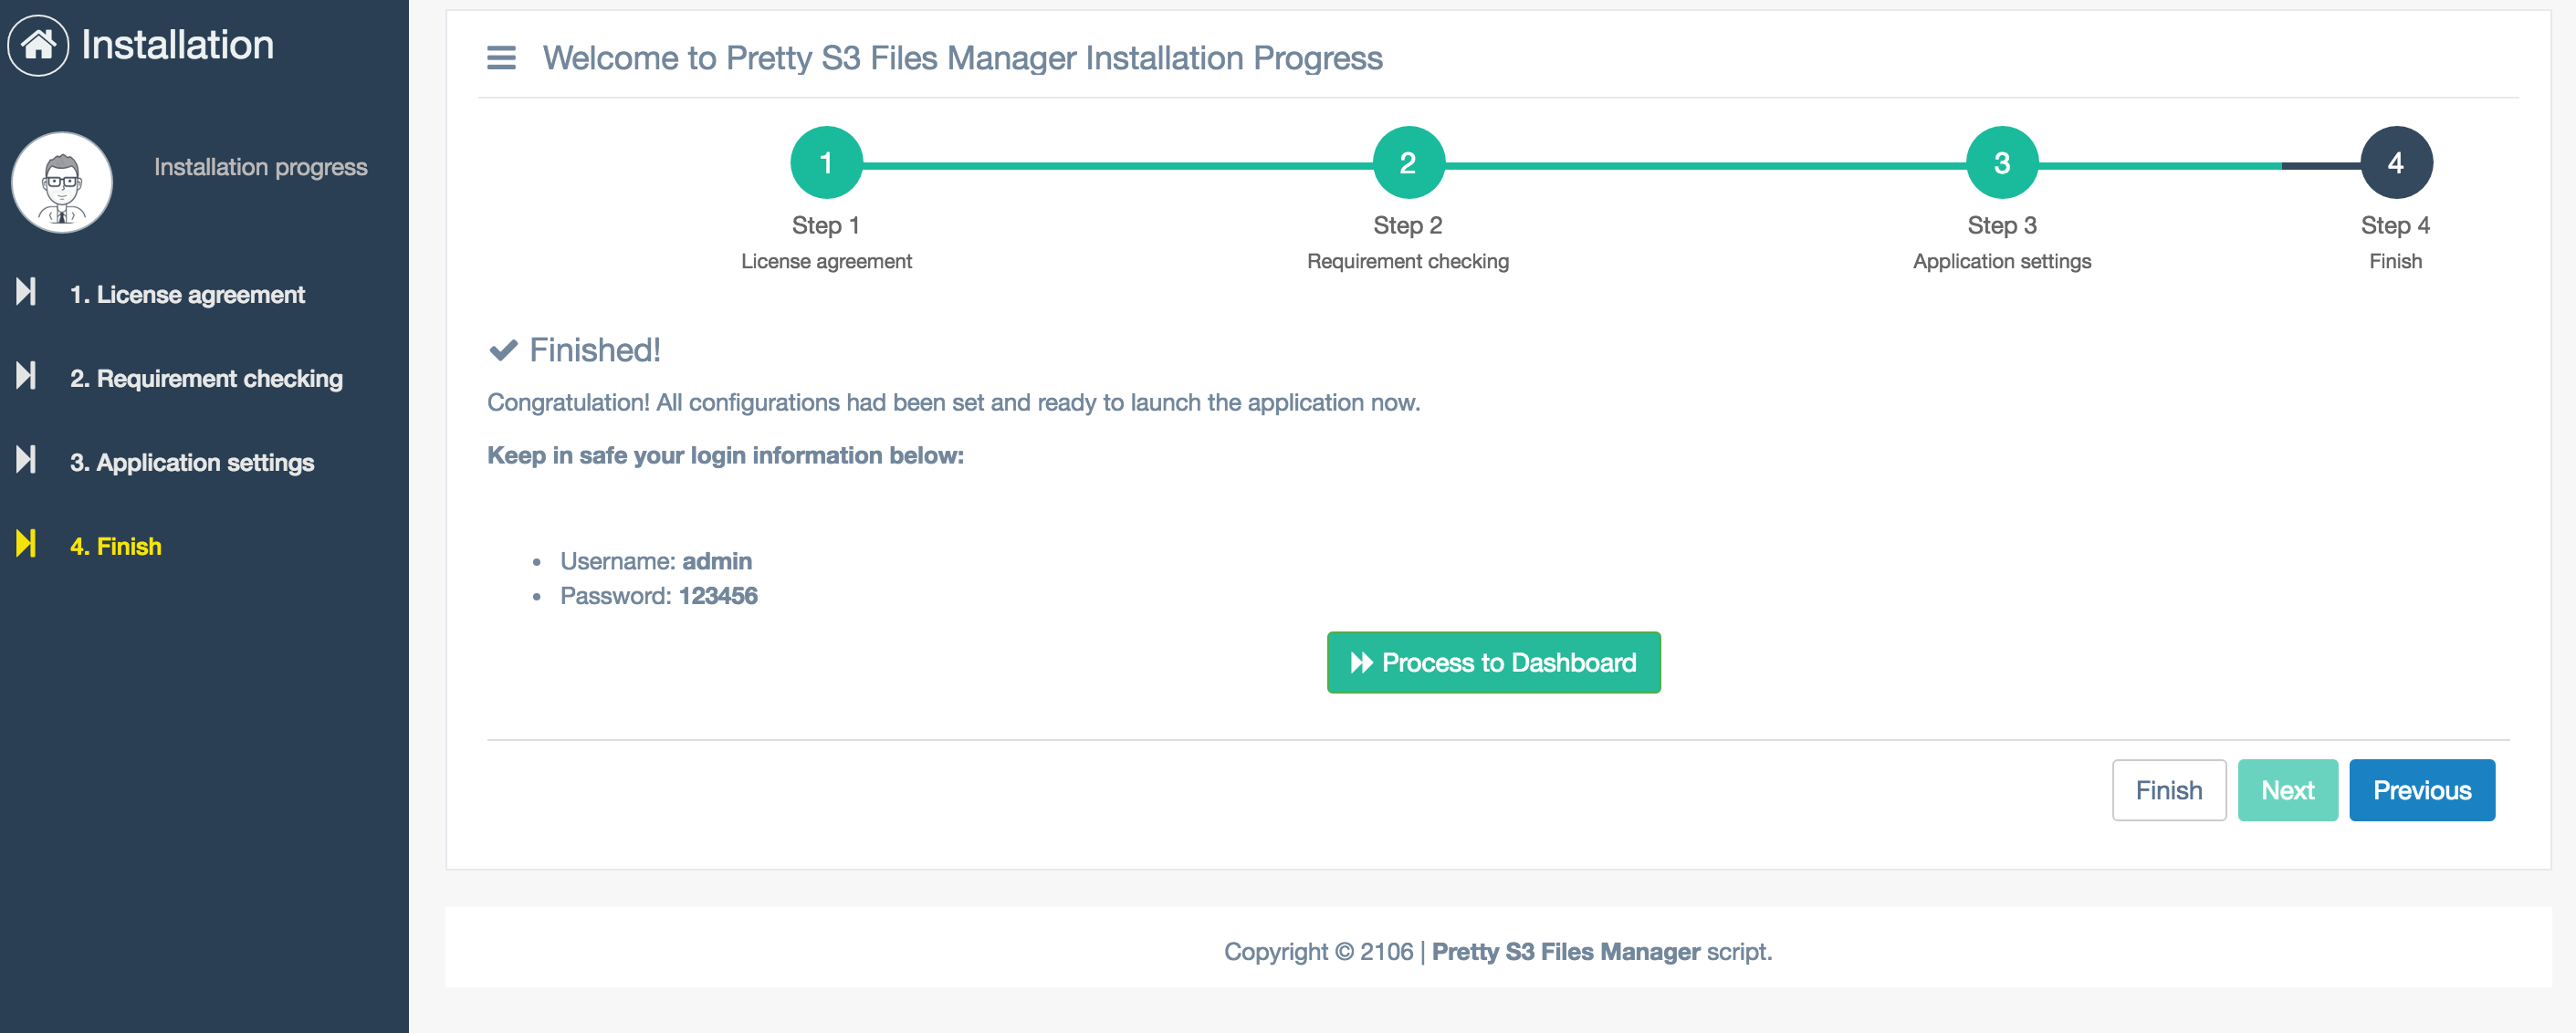 Installation
Installation progress
1. License agreement
2. Requirement checking
3. Application settings
4. Finish
Welcome to Pretty S3 Files Manager Installation Progress
1
Step 1
License agreement
2
Step 2
Requirement checking
3
Step 3
Application settings
4
Step 4
Finish
Finished!
Congratulation! All configurations had been set and ready to launch the application now.
Keep in safe your login information below:
• Username: admin
• Password: 123456
Process to Dashboard
Finish
Next
Previous
Copyright © 2106 | Pretty S3 Files Manager script.